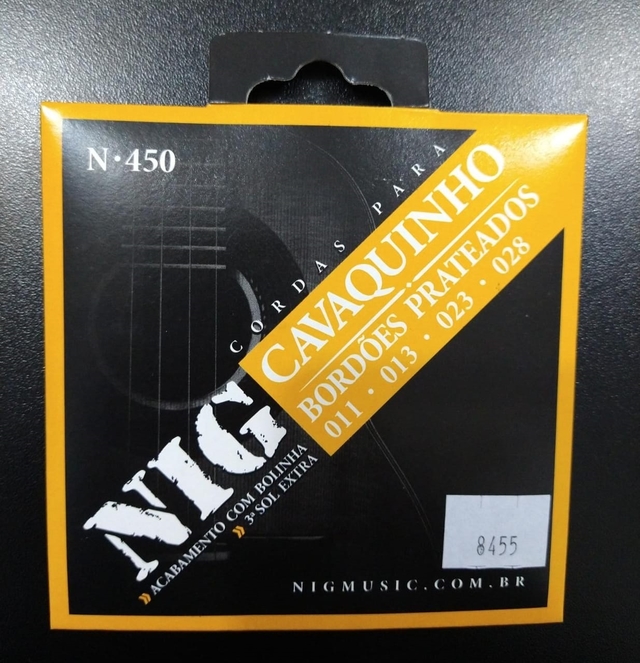 N·450
CORDAS PARA
CAVAQUINHO
BORDÕES PRATEADOS
011 · 013 · 023 · 028
NIG
» ACABAMENTO COM BOLINHA
» 3ª SOL EXTRA
8455
NIGMUSIC.COM.BR